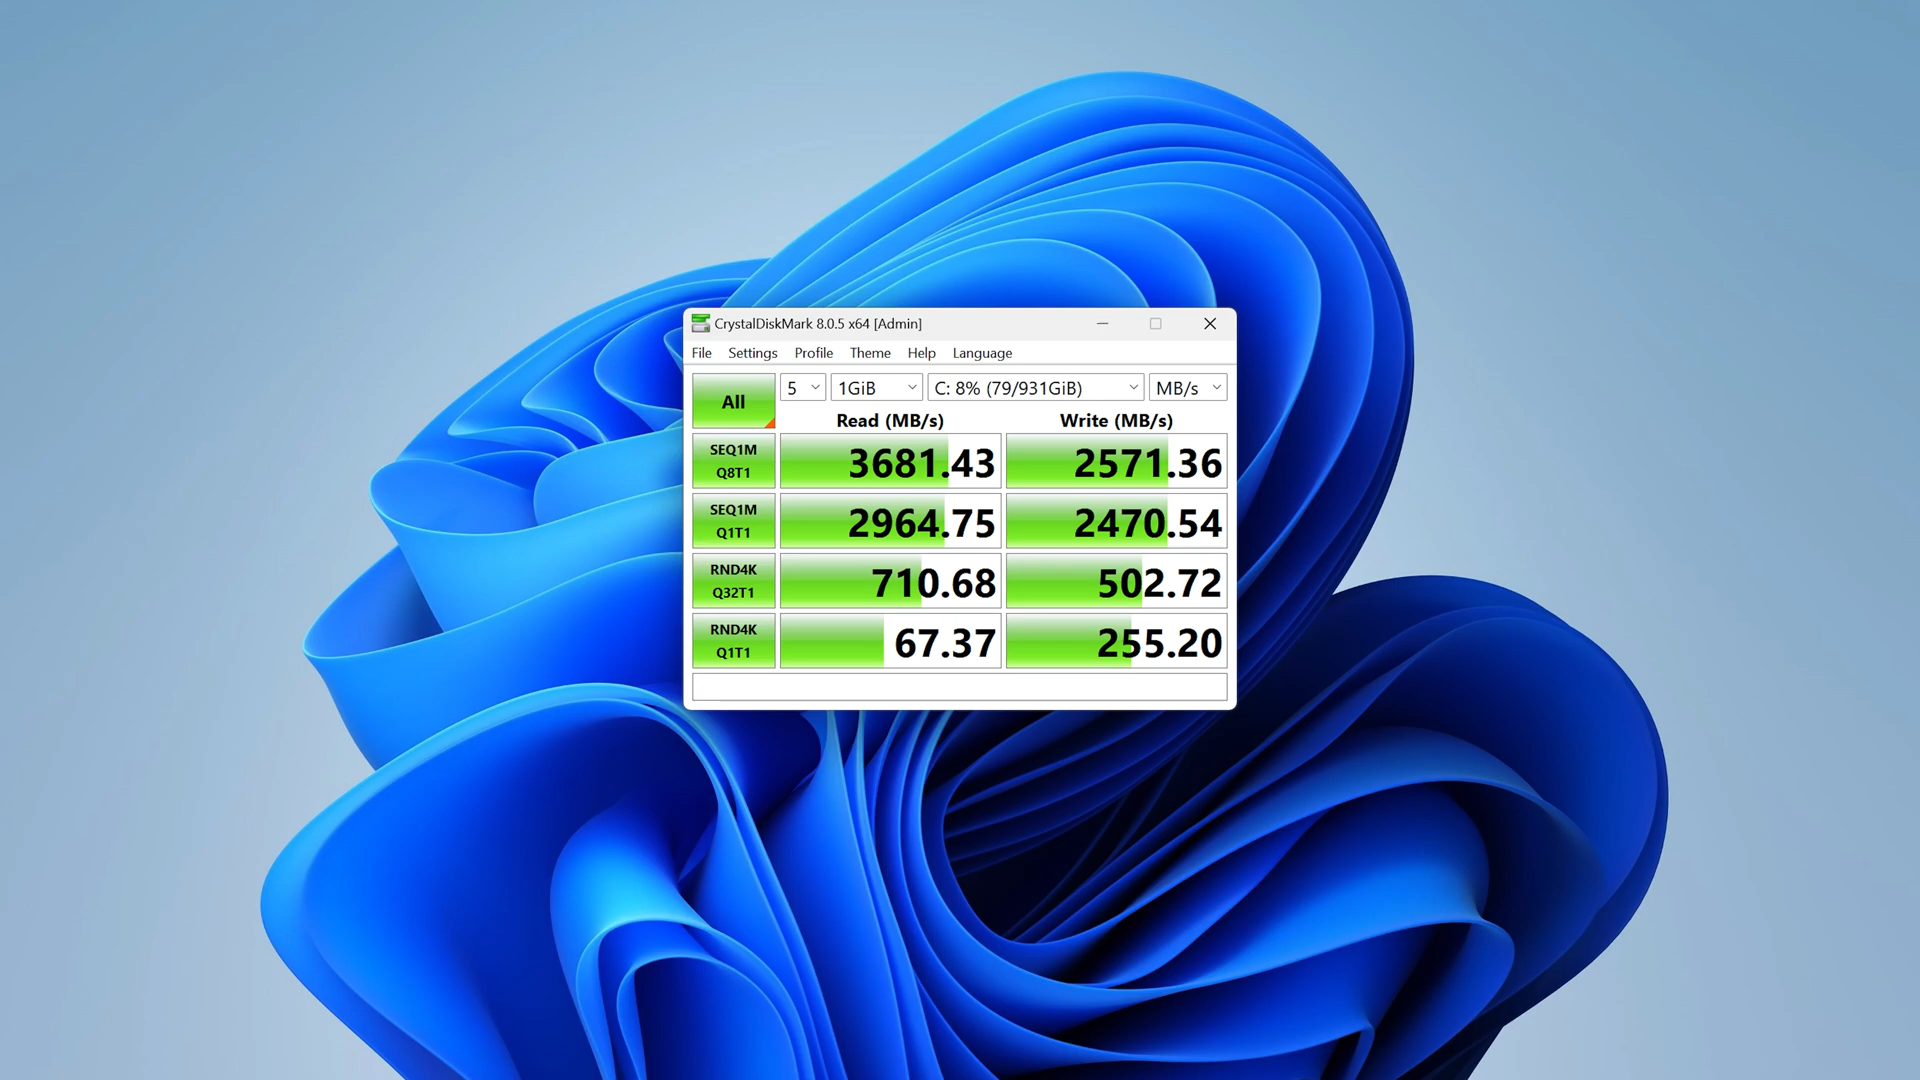 CrystalDiskMark 8.0.5 x64 [Admin]
File Settings Profile Theme Help Language
All 5 1GiB C: 8% (79/931GiB) MB/s
Read (MB/s) Write (MB/s)
SEQ1M Q8T1 3681.43 2571.36
SEQ1M Q1T1 2964.75 2470.54
RND4K Q32T1 710.68 502.72
RND4K Q1T1 67.37 255.20